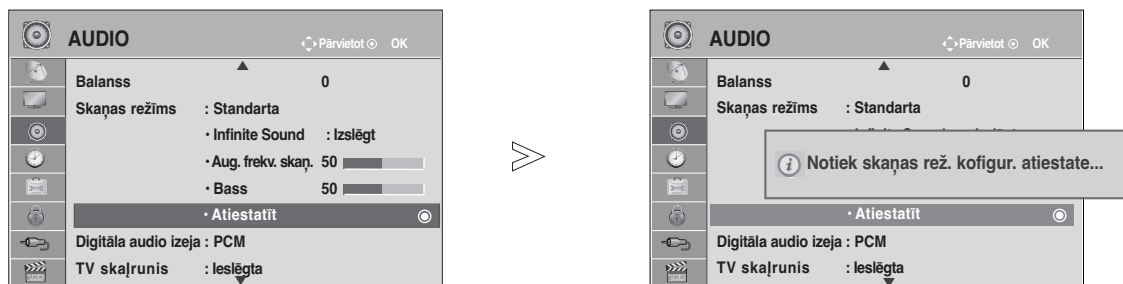 AUDIO
Pārvietot OK
Balanss 0
Skaņas režīms : Standarta
• Infinite Sound : Izslēgt
•Aug. frekv. skaņ. 50
• Bass 50
• Atiestatīt
Digitāla audio izeja : PCM
TV skaļrunis : Ieslēgta
AUDIO
Pārvietot OK
Balanss 0
Skaņas režīms : Standarta
Notiek skaņas rež. kofigur. atiestate...
• Atiestatīt
Digitāla audio izeja : PCM
TV skaļrunis : Ieslēgta